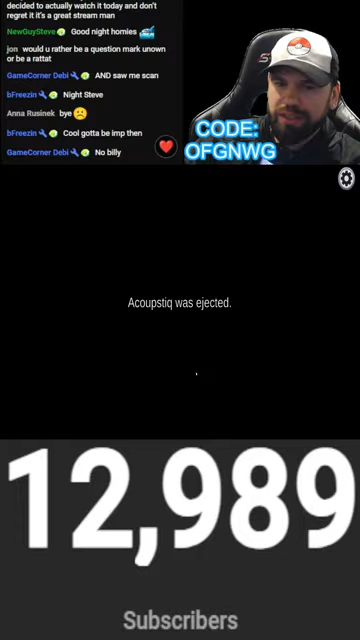 decided to actually watch it today and don't
regret it it's a great stream man
NewGuySteve Good night homies
jon would u rather be a question mark unown
or be a rattat
GameCorner Debi AND saw me scan
bFreezin Night Steve
Anna Rusinek bye
bFreezin Cool gotta be imp then
GameCorner Debi No billy
CODE:
OFGNWG
Acoupstiq was ejected.
12,989
Subscribers